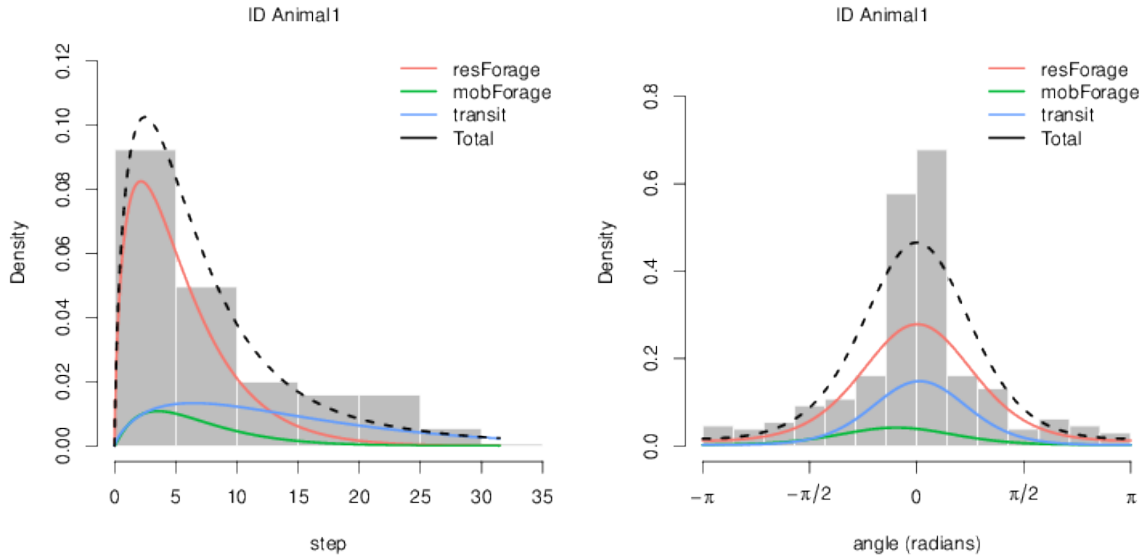 ID Animal1
0.12
0.10
0.08
0.06
0.04
0.02
0.00
Density
resForage
mobForage
transit
Total
0 5 10 15 20 25 30 35
step
ID Animal1
0.8
0.6
0.4
0.2
0.0
Density
resForage
mobForage
transit
Total
−π −π/2 0 π/2 π
angle (radians)